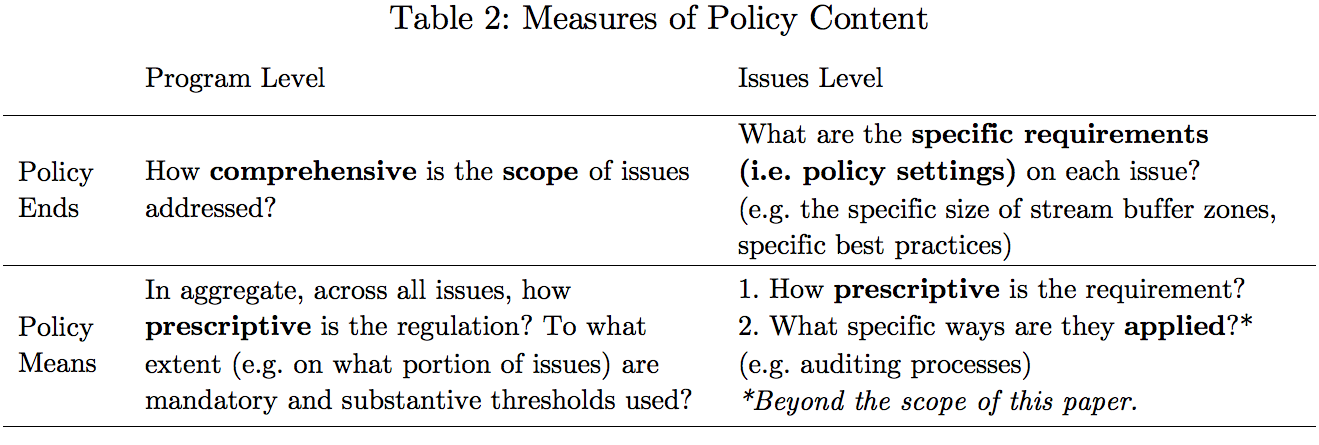 Table 2: Measures of Policy Content
Program Level
Issues Level
Policy
Ends
How comprehensive is the scope of issues
addressed?
What are the specific requirements
(i.e. policy settings) on each issue?
(e.g. the specific size of stream buffer zones,
specific best practices)
Policy
Means
In aggregate, across all issues, how
prescriptive is the regulation? To what
extent (e.g. on what portion of issues) are
mandatory and substantive thresholds used?
1. How prescriptive is the requirement?
2. What specific ways are they applied?*
(e.g. auditing processes)
*Beyond the scope of this paper.